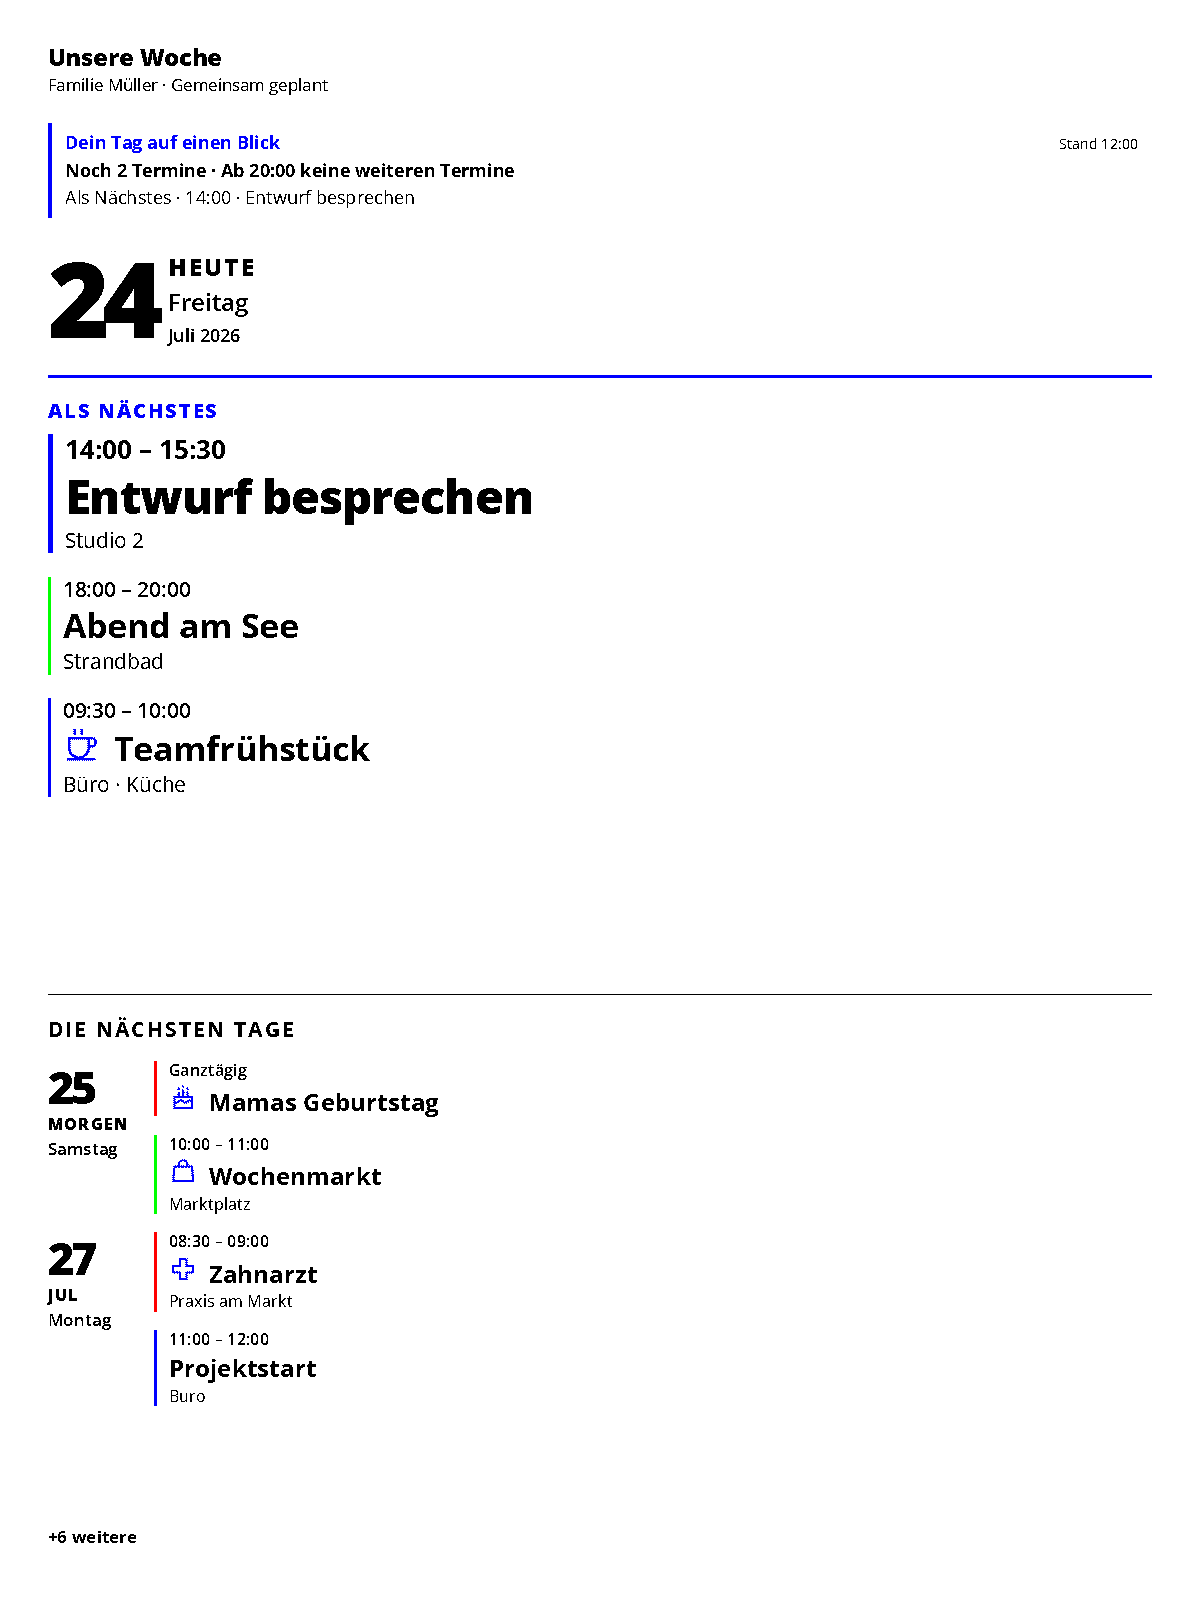 Unsere Woche
Familie Müller · Gemeinsam geplant
Dein Tag auf einen Blick
Stand 12:00
Noch 2 Termine · Ab 20:00 keine weiteren Termine
Als Nächstes · 14:00 · Entwurf besprechen
24
HEUTE
Freitag
Juli 2026
ALS NÄCHSTES
14:00 – 15:30
Entwurf besprechen
Studio 2
18:00 – 20:00
Abend am See
Strandbad
09:30 – 10:00
Teamfrühstück
Büro · Küche
DIE NÄCHSTEN TAGE
25
MORGEN
Samstag
Ganztägig
Mamas Geburtstag
10:00 – 11:00
Wochenmarkt
Marktplatz
27
JUL
Montag
08:30 – 09:00
Zahnarzt
Praxis am Markt
11:00 – 12:00
Projektstart
Buro
+6 weitere